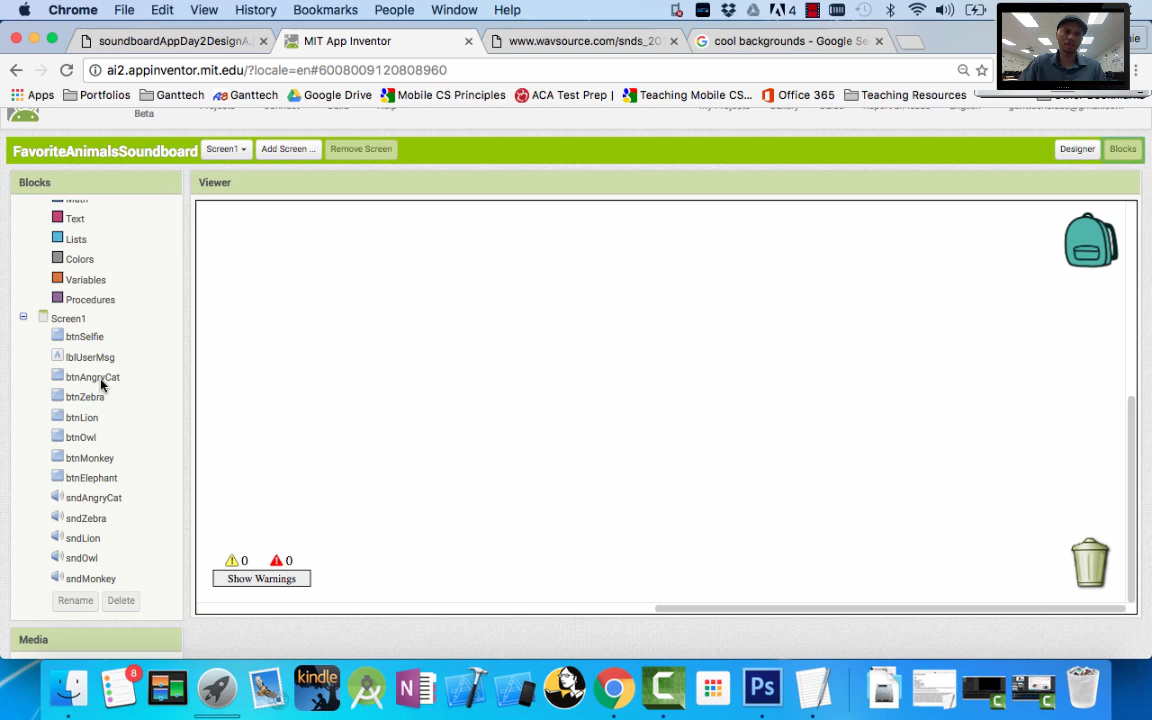 Chrome File Edit View History Bookmarks People Window Help
4
soundboardAppDay2DesignA
MIT App Inventor
www.wavsource.com/snds_20
cool backgrounds - Google Se
ai2.appinventor.mit.edu/?locale=en#6008009120808960
Apps Portfolios Ganttech Ganttech Google Drive Mobile CS Principles ACA Test Prep | Teaching Mobile CS... Office 365 Teaching Resources
Beta
FavoriteAnimalsSoundboard Screen1 Add Screen ... Remove Screen Designer Blocks
Blocks
Viewer
Math
Text
Lists
Colors
Variables
Procedures
Screen1
btnSelfie
lblUserMsg
btnAngryCat
btnZebra
btnLion
btnOwl
btnMonkey
btnElephant
sndAngryCat
sndZebra
sndLion
sndOwl
sndMonkey
Rename Delete
0 0
Show Warnings
Media
8
kindle
Ps